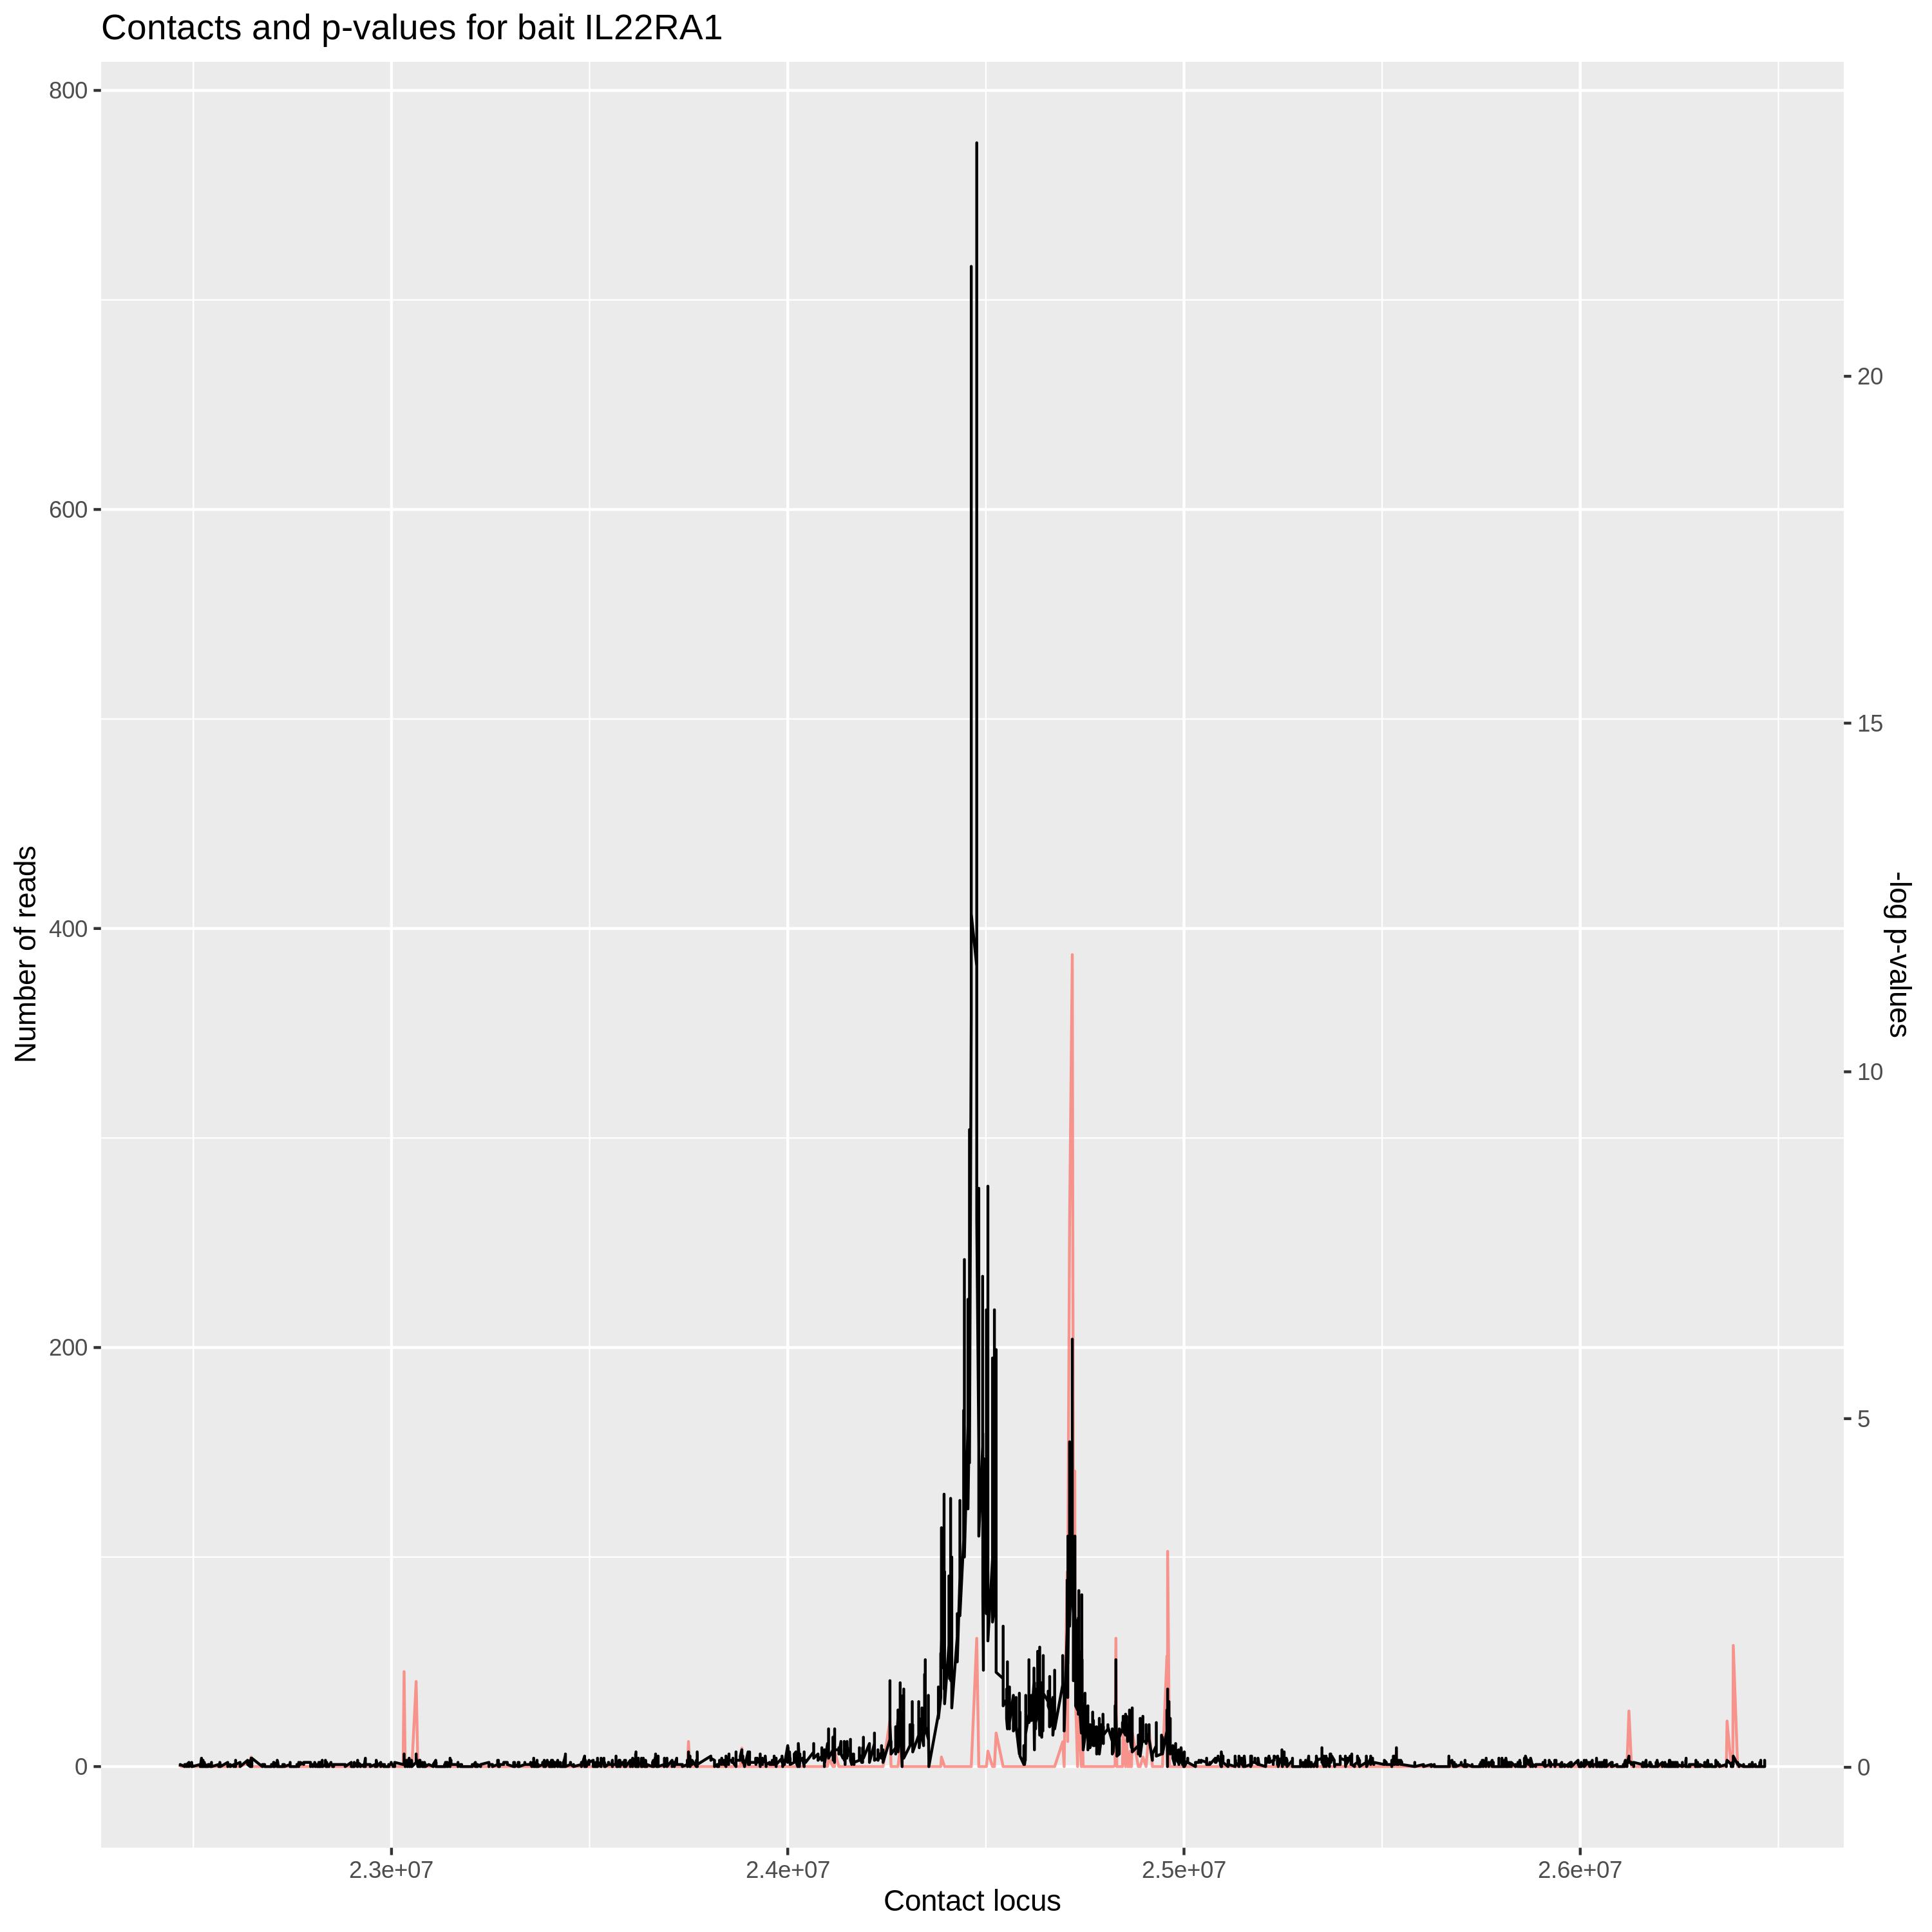 Contacts and p-values for bait IL22RA1
800
600
400
200
0
Number of reads
20
15
10
5
0
-log p-values
2.3e+07
2.4e+07
2.5e+07
2.6e+07
Contact locus